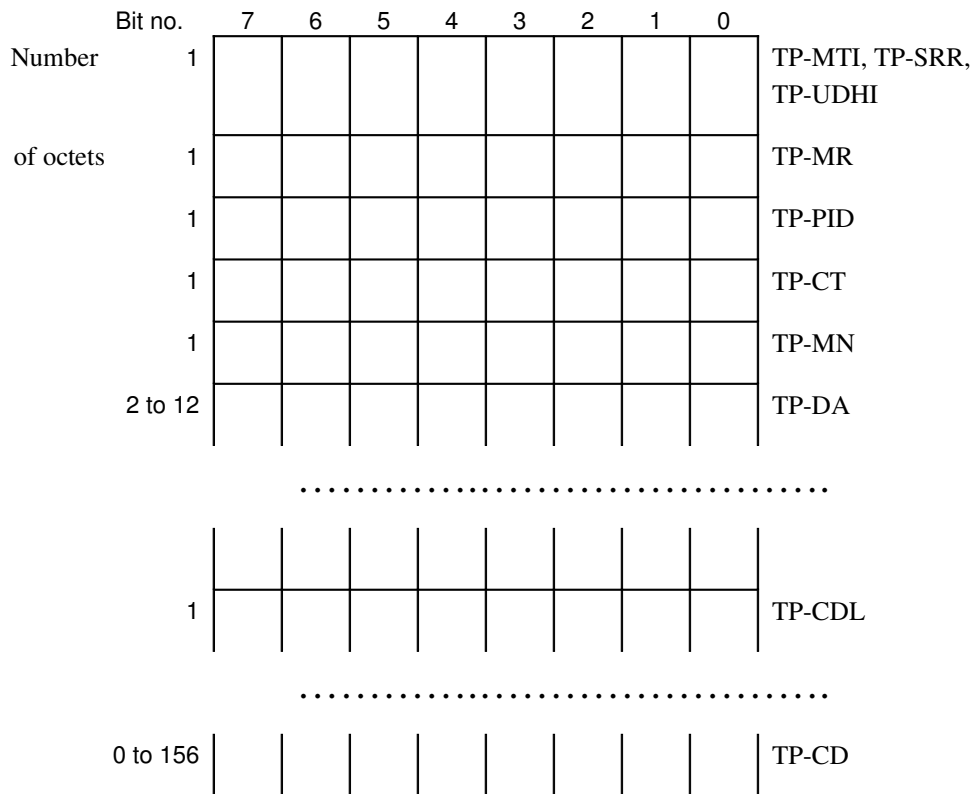 Bit no. 7 6 5 4 3 2 1 0
Number 1 TP-MTI, TP-SRR,
TP-UDHI
of octets 1 TP-MR
1 TP-PID
1 TP-CT
1 TP-MN
2 to 12 TP-DA
1 TP-CDL
0 to 156 TP-CD